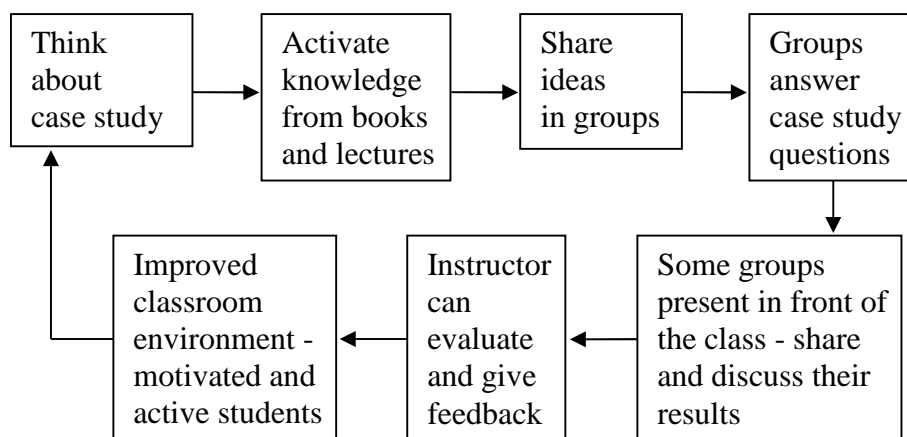 Think
about
case study
Activate
knowledge
from books
and lectures
Share
ideas
in groups
Groups
answer
case study
questions
Some groups
present in front of
the class - share
and discuss their
results
Instructor
can
evaluate
and give
feedback
Improved
classroom
environment -
motivated and
active students